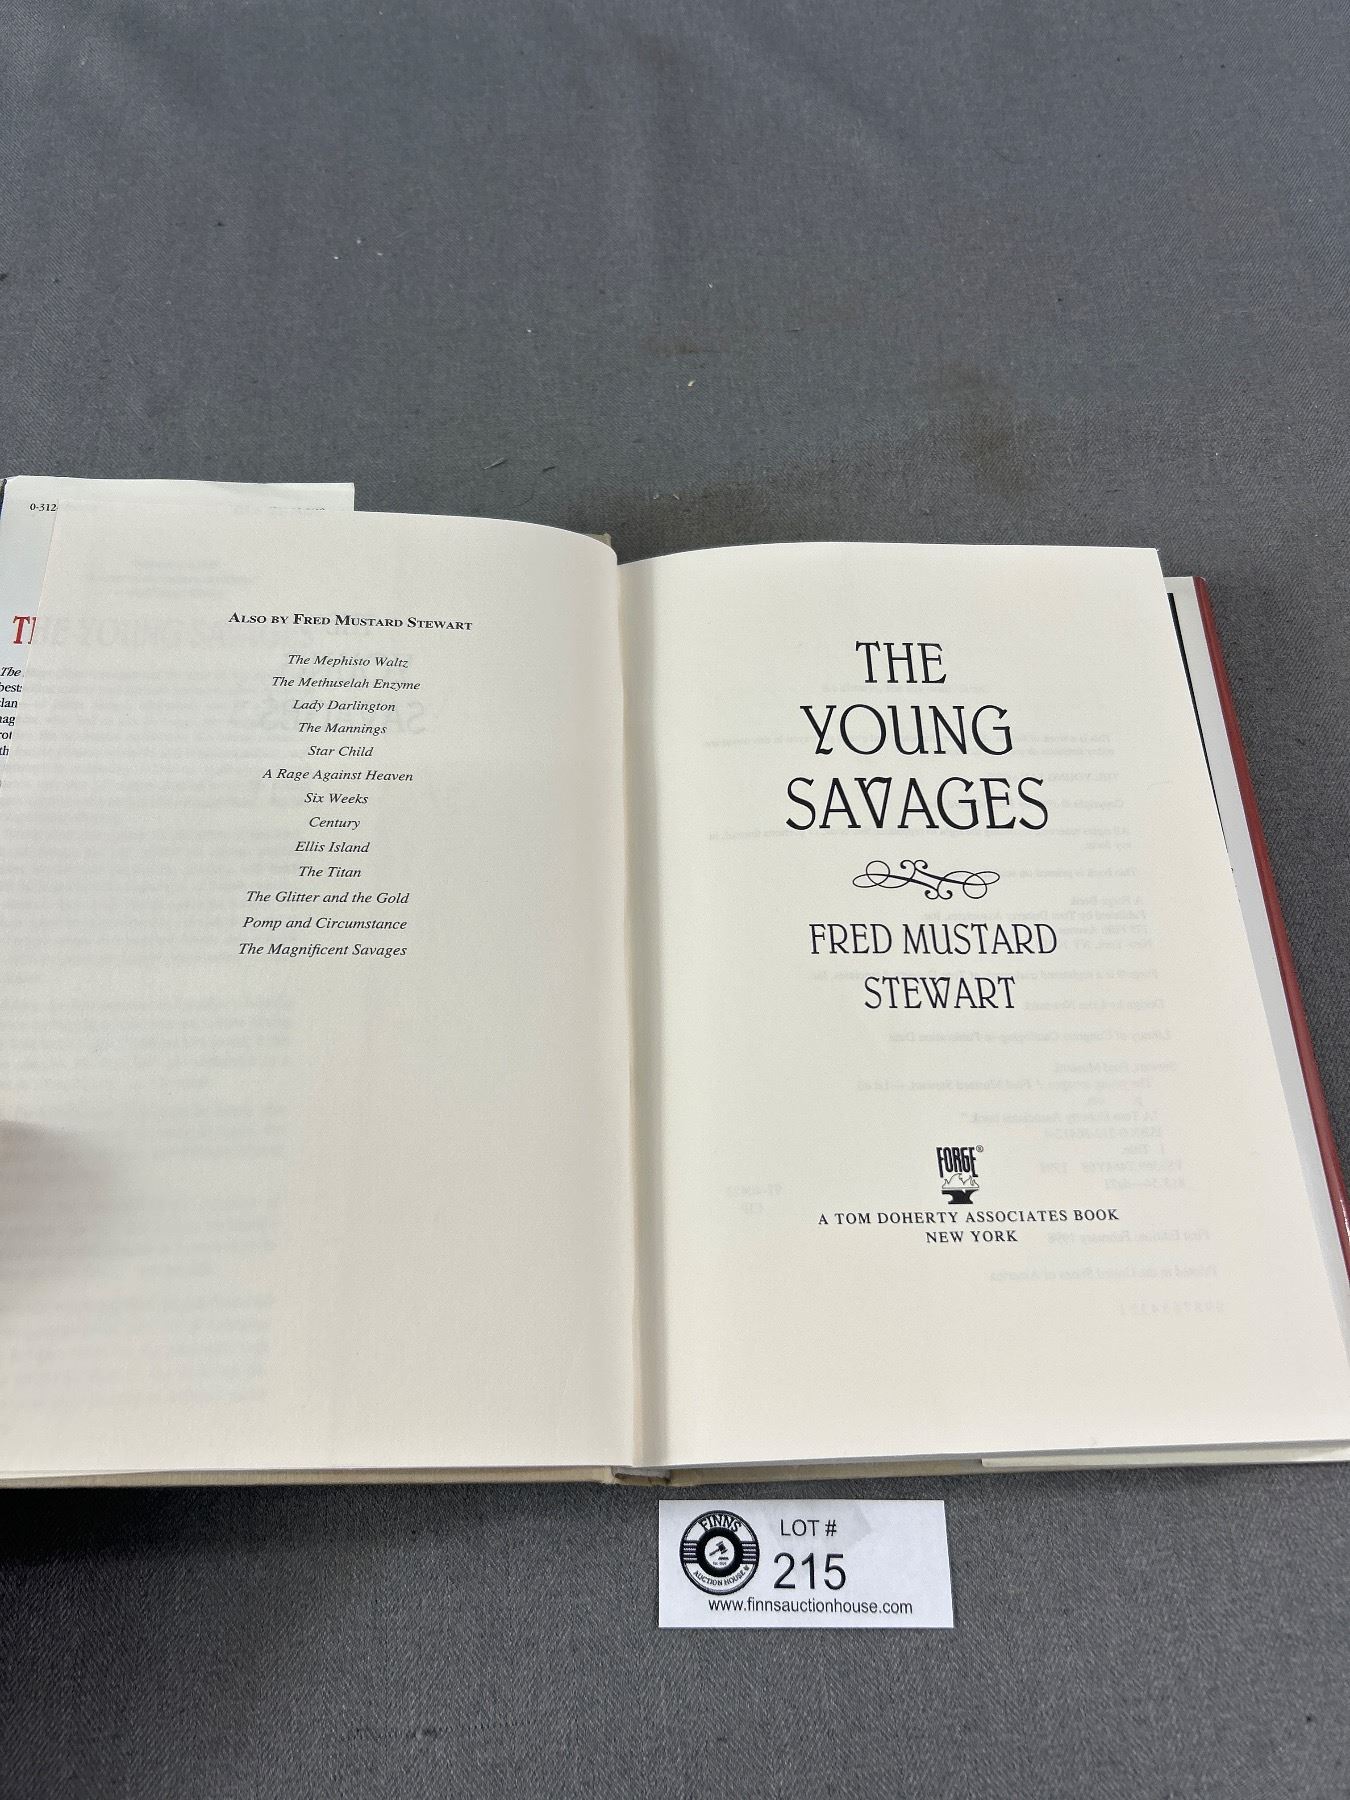 0-312-
TH
The
best
ALSO BY FRED MUSTARD STEWART
The Mephisto Waltz
The Methuselah Enzyme
Lady Darlington
The Mannings
Star Child
A Rage Against Heaven
Six Weeks
Century
Ellis Island
The Titan
The Glitter and the Gold
Pomp and Circumstance
The Magnificent Savages
THE
YOUNG
SAVAGES
FRED MUSTARD
STEWART
FORGE®
A TOM DOHERTY ASSOCIATES BOOK
NEW YORK
FINNS
AUCTION HOUSE
LOT #
215
www.finnsauctionhouse.com